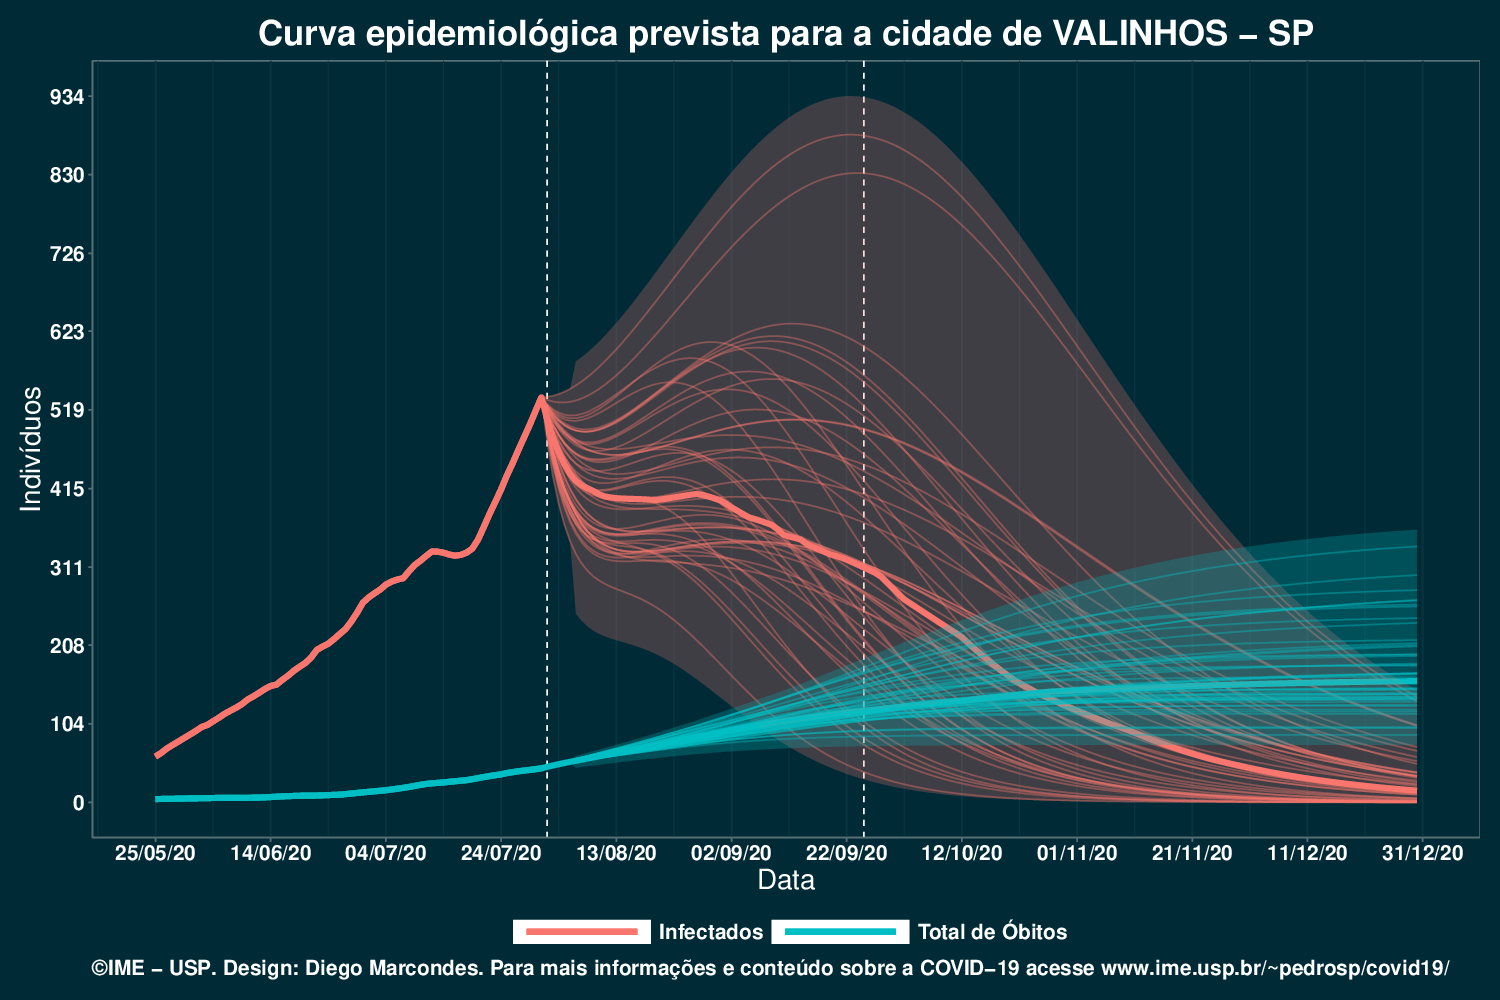 Curva epidemiológica prevista para a cidade de VALINHOS – SP
Indivíduos
934
830
726
623
519
415
311
208
104
0
25/05/20 14/06/20 04/07/20 24/07/20 13/08/20 02/09/20 22/09/20 12/10/20 01/11/20 21/11/20 11/12/20 31/12/20
Data
Infectados Total de Óbitos
©IME – USP. Design: Diego Marcondes. Para mais informações e conteúdo sobre a COVID–19 acesse www.ime.usp.br/~pedrosp/covid19/